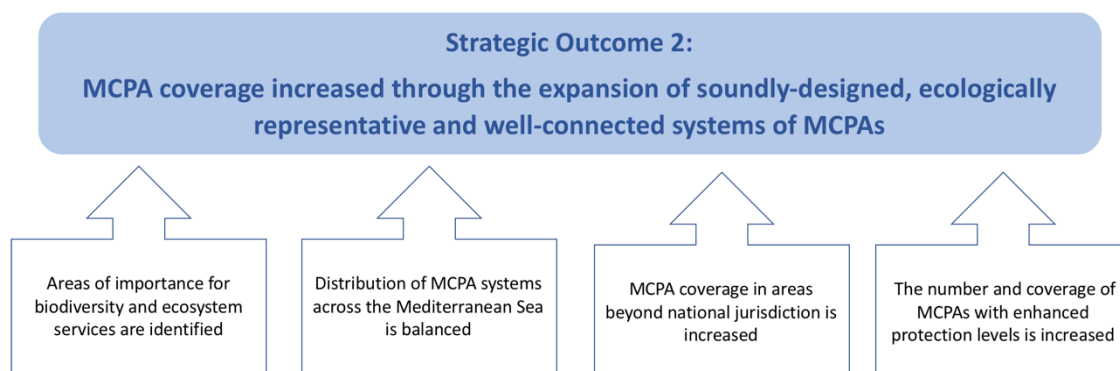 Strategic Outcome 2:
MCPA coverage increased through the expansion of soundly-designed, ecologically
representative and well-connected systems of MCPAs
Areas of importance for
biodiversity and ecosystem
services are identified
Distribution of MCPA systems
across the Mediterranean Sea
is balanced
MCPA coverage in areas
beyond national jurisdiction is
increased
The number and coverage of
MCPAs with enhanced
protection levels is increased